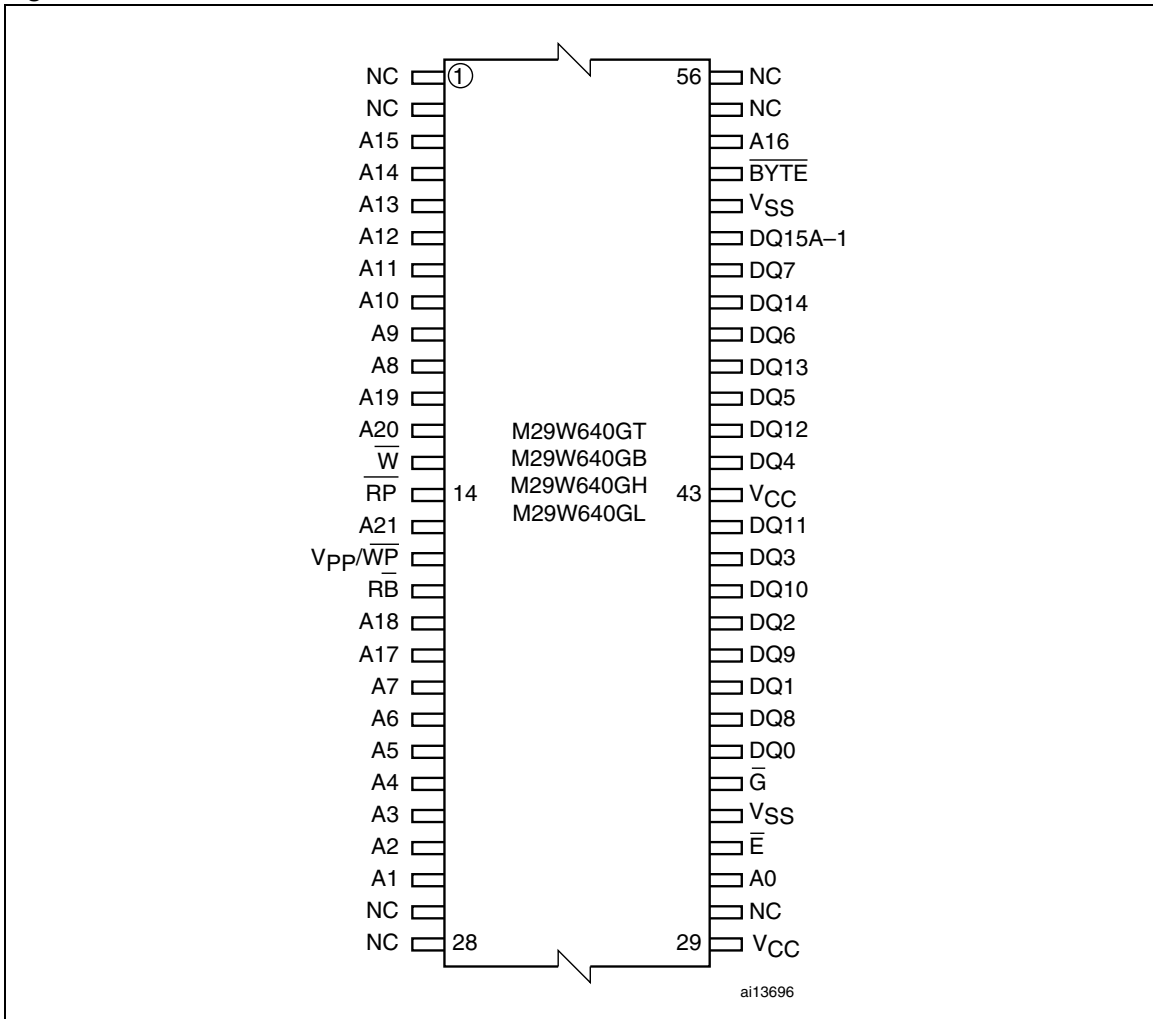 NC 1 56 NC
NC NC
A15 A16
A14 B̅Y̅T̅E̅
A13 VSS
A12 DQ15A–1
A11 DQ7
A10 DQ14
A9 DQ6
A8 DQ13
A19 DQ5
A20 M29W640GT DQ12
W̅ M29W640GB DQ4
R̅P̅ 14 M29W640GH 43 VCC
A21 M29W640GL DQ11
VPP/W̅P̅ DQ3
RB̅ DQ10
A18 DQ2
A17 DQ9
A7 DQ1
A6 DQ8
A5 DQ0
A4 G̅
A3 VSS
A2 E̅
A1 A0
NC NC
NC 28 29 VCC
ai13696